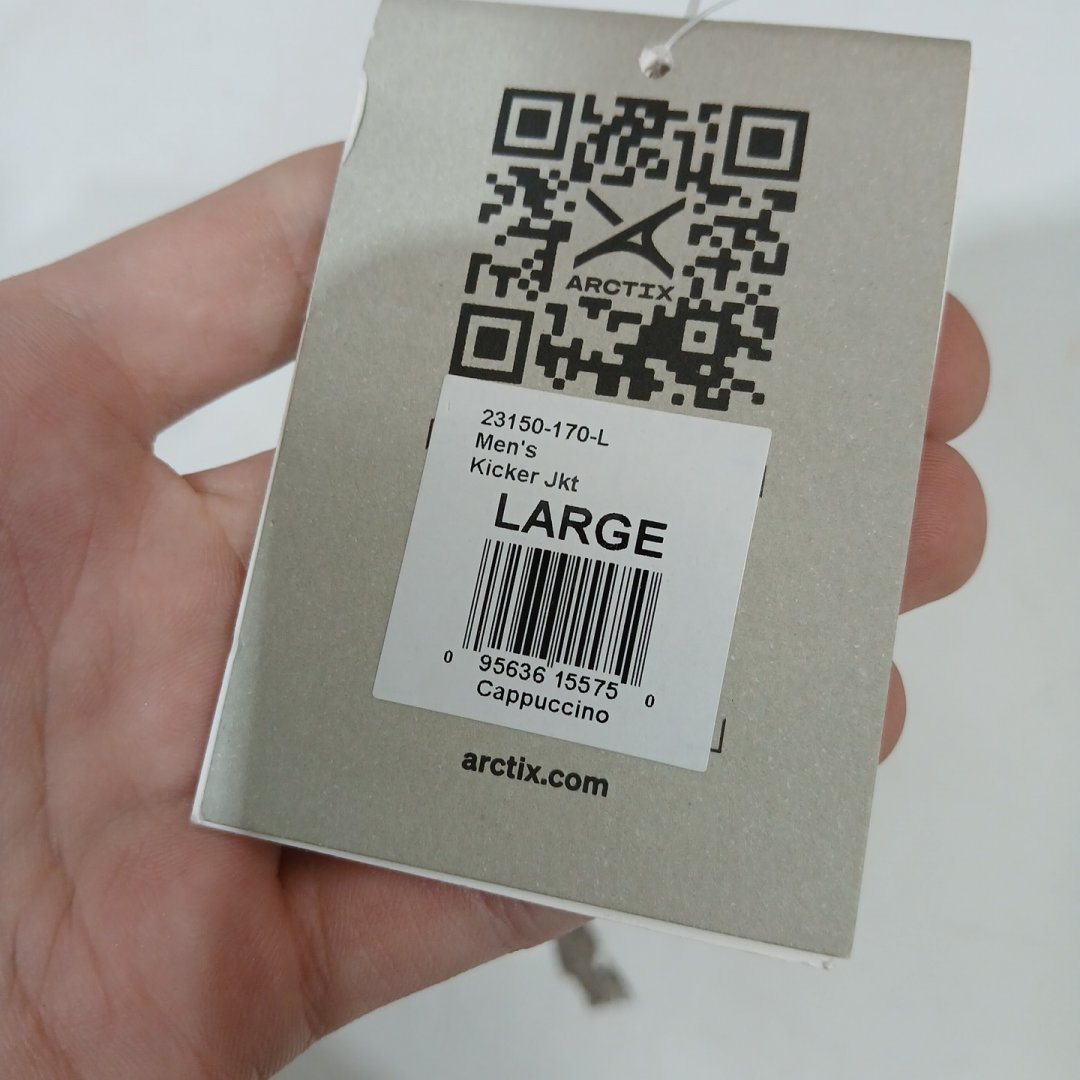 ARCTIX
23150-170-L
Men's
Kicker Jkt
LARGE
0 95636 15575 0
Cappuccino
arctix.com